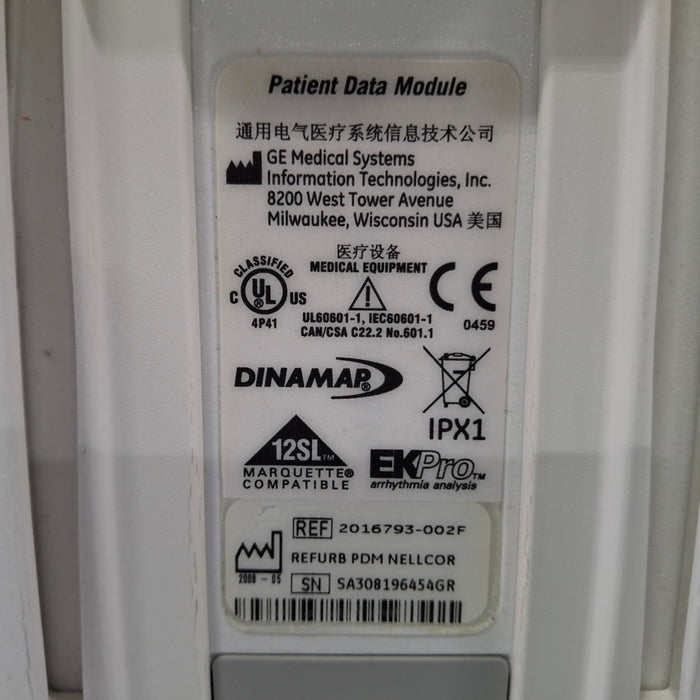 Patient Data Module
通用电气医疗系统信息技术公司
GE Medical Systems
Information Technologies, Inc.
8200 West Tower Avenue
Milwaukee, Wisconsin USA 美国
医疗设备
MEDICAL EQUIPMENT
CLASSIFIED
C UL® US
4P41
UL60601-1, IEC60601-1
CAN/CSA C22.2 No.601.1
CE
0459
DINAMAP®
IPX1
12SL™
MARQUETTE®
COMPATIBLE
EKPro™
arrhythmia analysis
REF 2016793-002F
REFURB PDM NELLCOR
2008-05
SN SA308196454GR